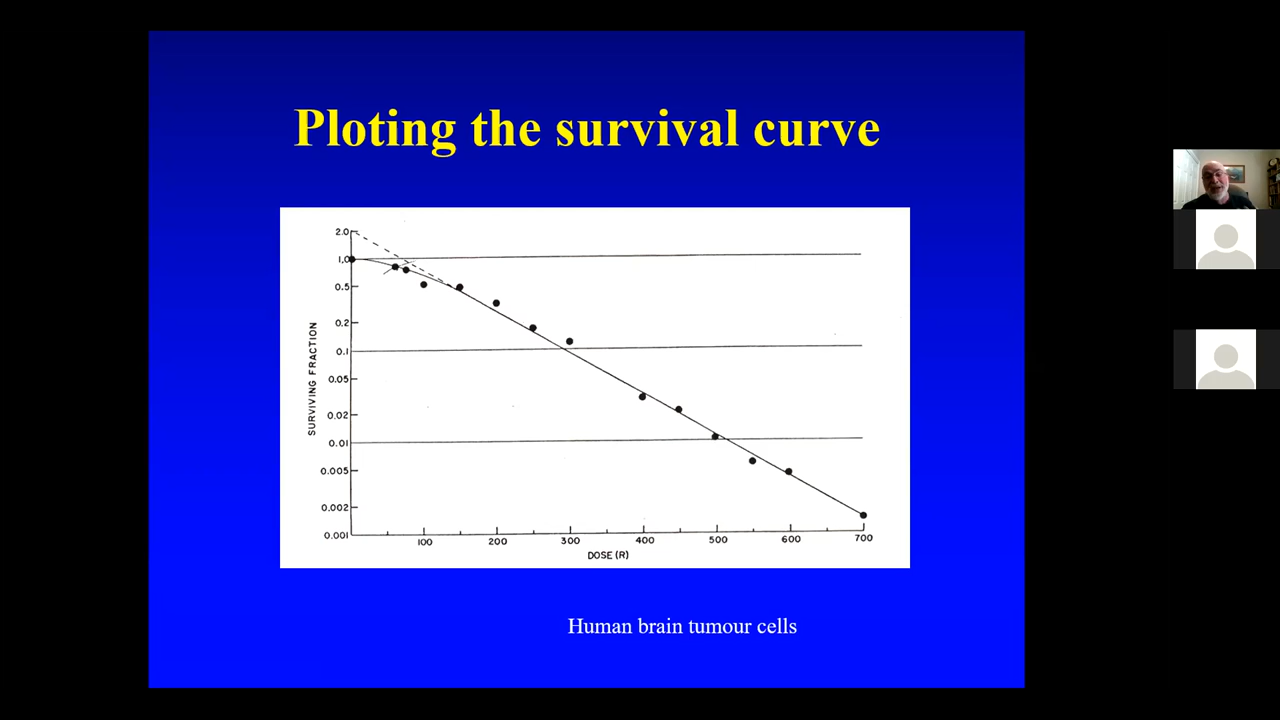 Ploting the survival curve
2.0
1.0
0.5
0.2
0.1
0.05
0.02
0.01
0.005
0.002
0.001
SURVIVING FRACTION
100 200 300 400 500 600 700
DOSE (R)
Human brain tumour cells